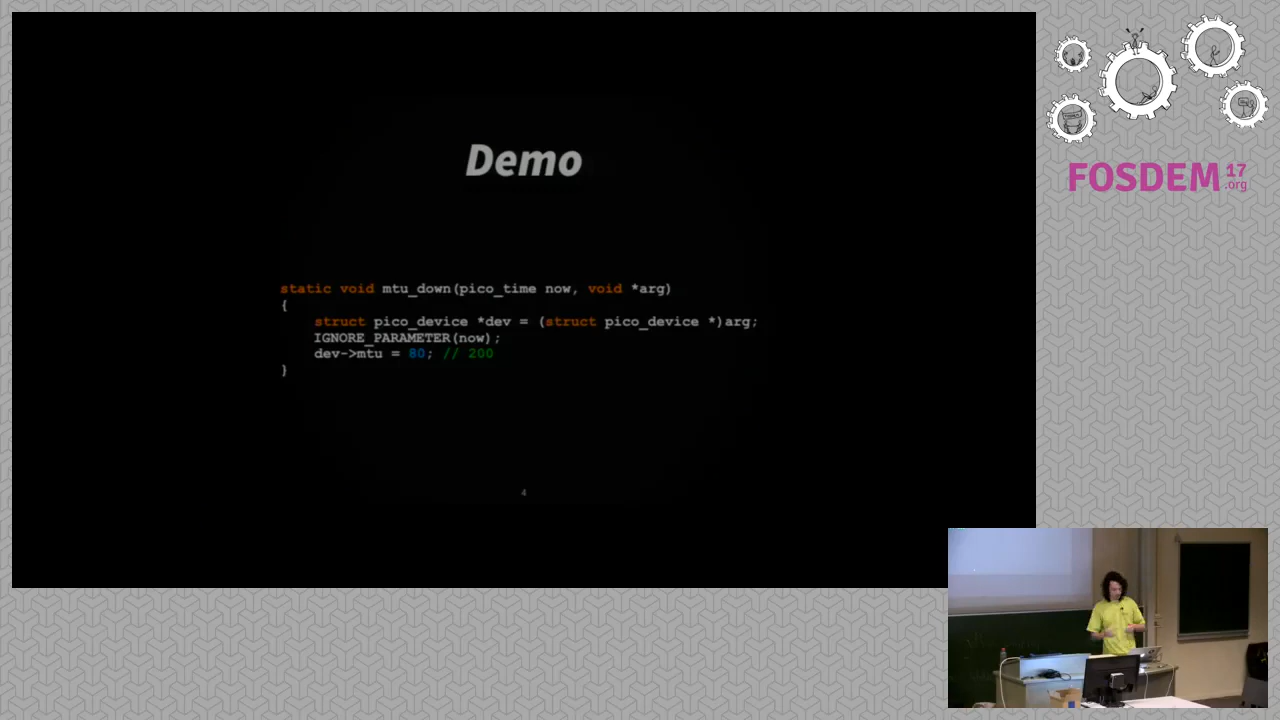 Demo
static void mtu_down(pico_time now, void *arg)
{
    struct pico_device *dev = (struct pico_device *)arg;
    IGNORE_PARAMETER(now);
    dev->mtu = 80; // 200
}
4
FOSDEM 17
.org